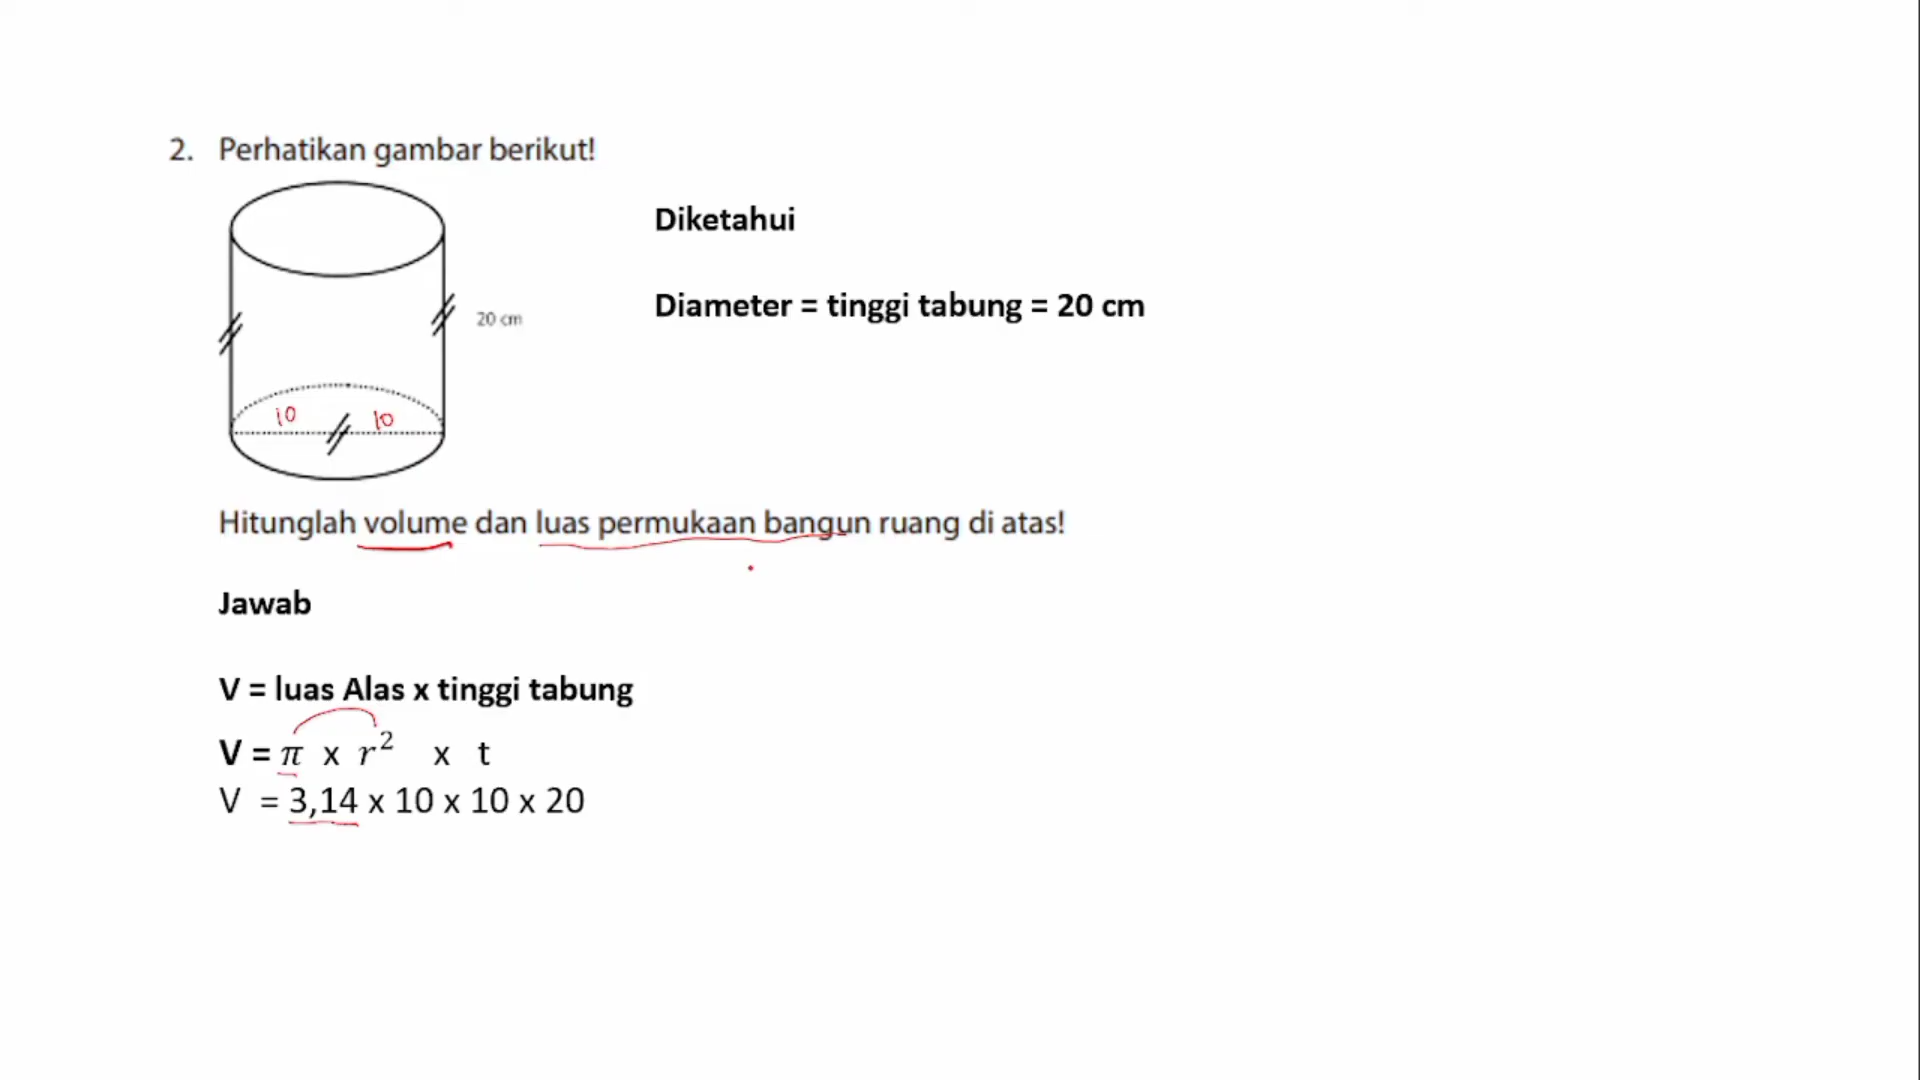 2. Perhatikan gambar berikut!
Diketahui
Diameter = tinggi tabung = 20 cm
20 cm
10 10
Hitunglah volume dan luas permukaan bangun ruang di atas!
Jawab
V = luas Alas x tinggi tabung
V = π x r² x t
V = 3,14 x 10 x 10 x 20